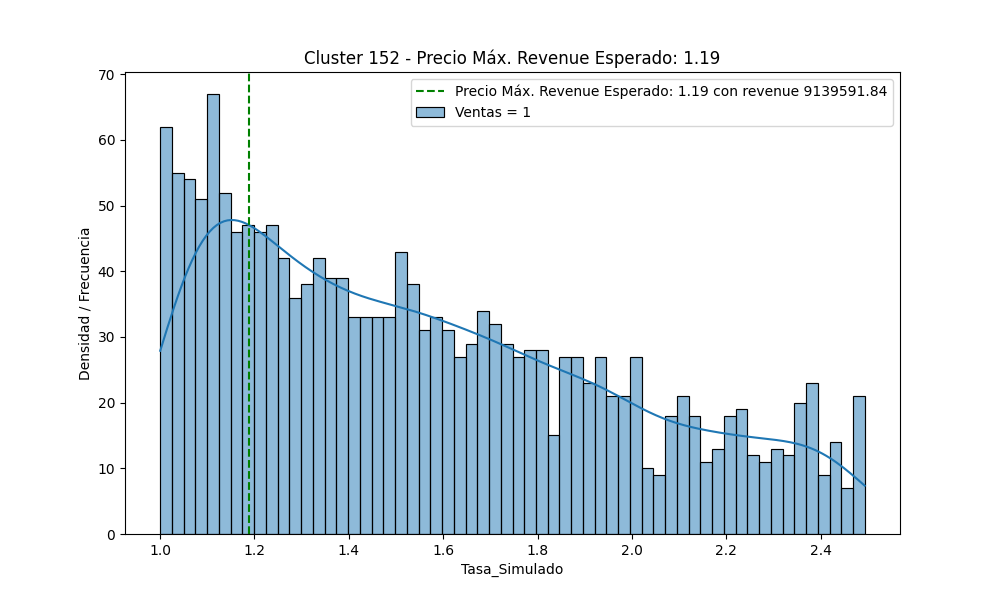 Cluster 152 - Precio Máx. Revenue Esperado: 1.19
Precio Máx. Revenue Esperado: 1.19 con revenue 9139591.84
Ventas = 1
Densidad / Frecuencia
70
60
50
40
30
20
10
0
1.0 1.2 1.4 1.6 1.8 2.0 2.2 2.4
Tasa_Simulado